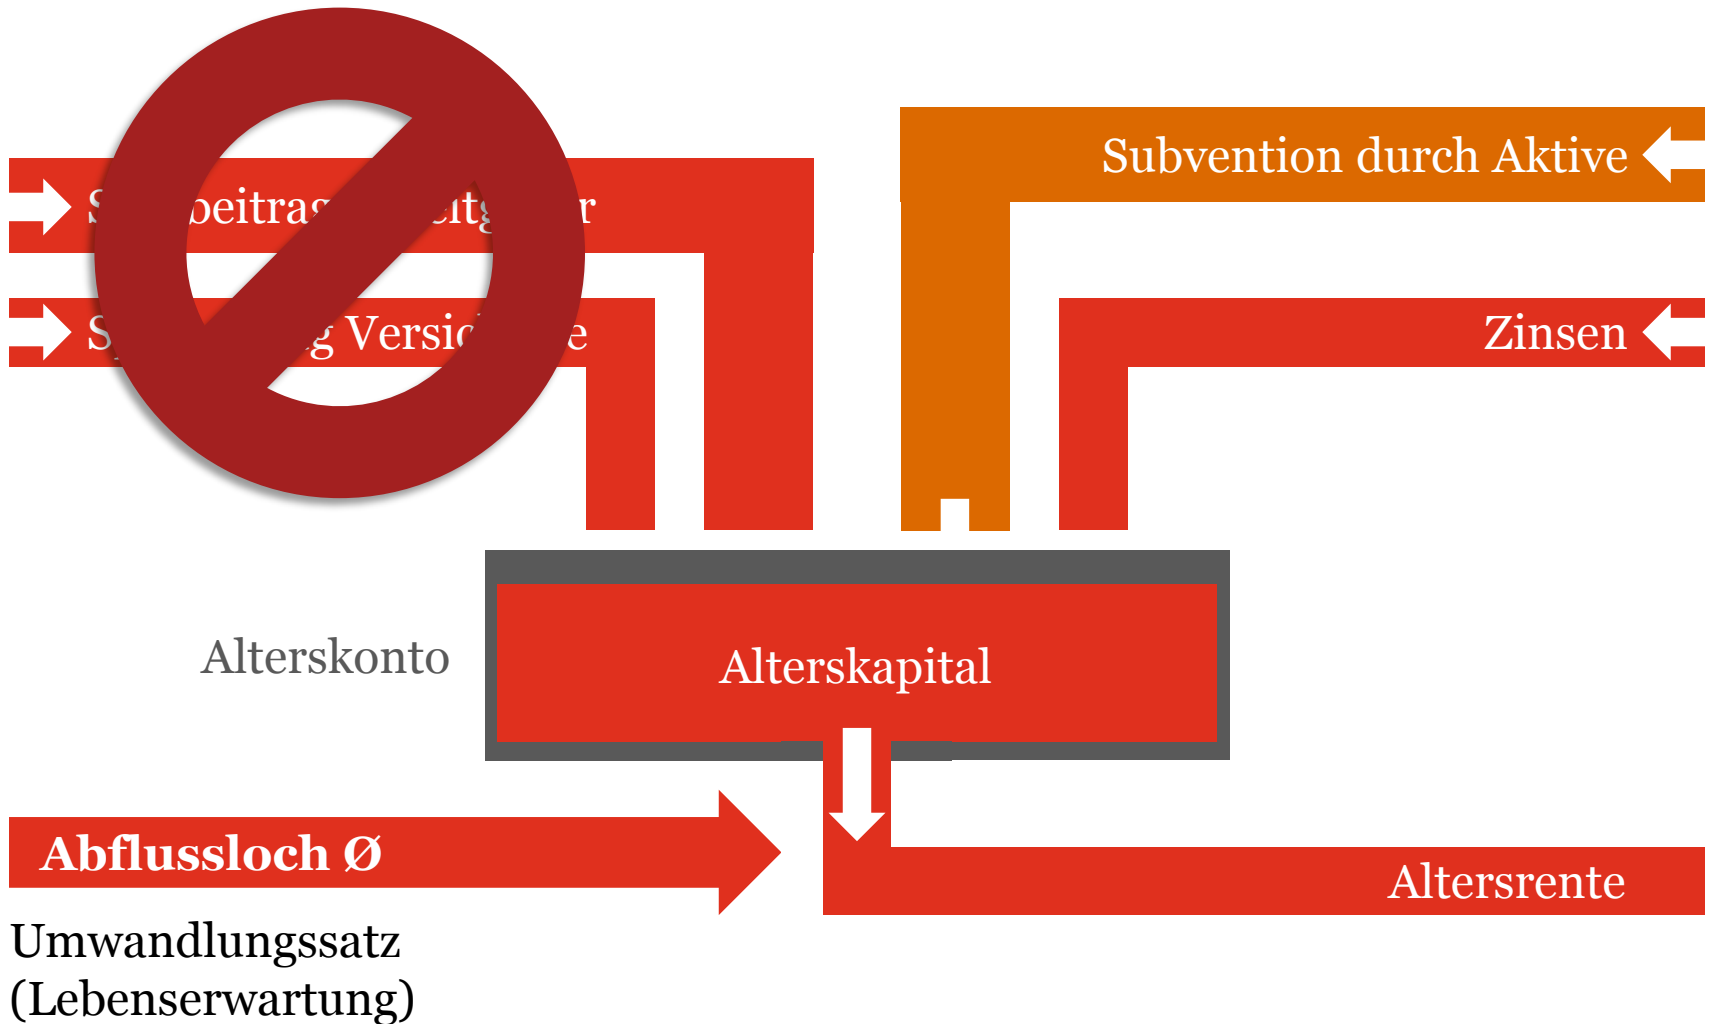 Subvention durch Aktive
Zinsen
Alterskonto
Alterskapital
Abflussloch Ø
Altersrente
Umwandlungssatz
(Lebenserwartung)